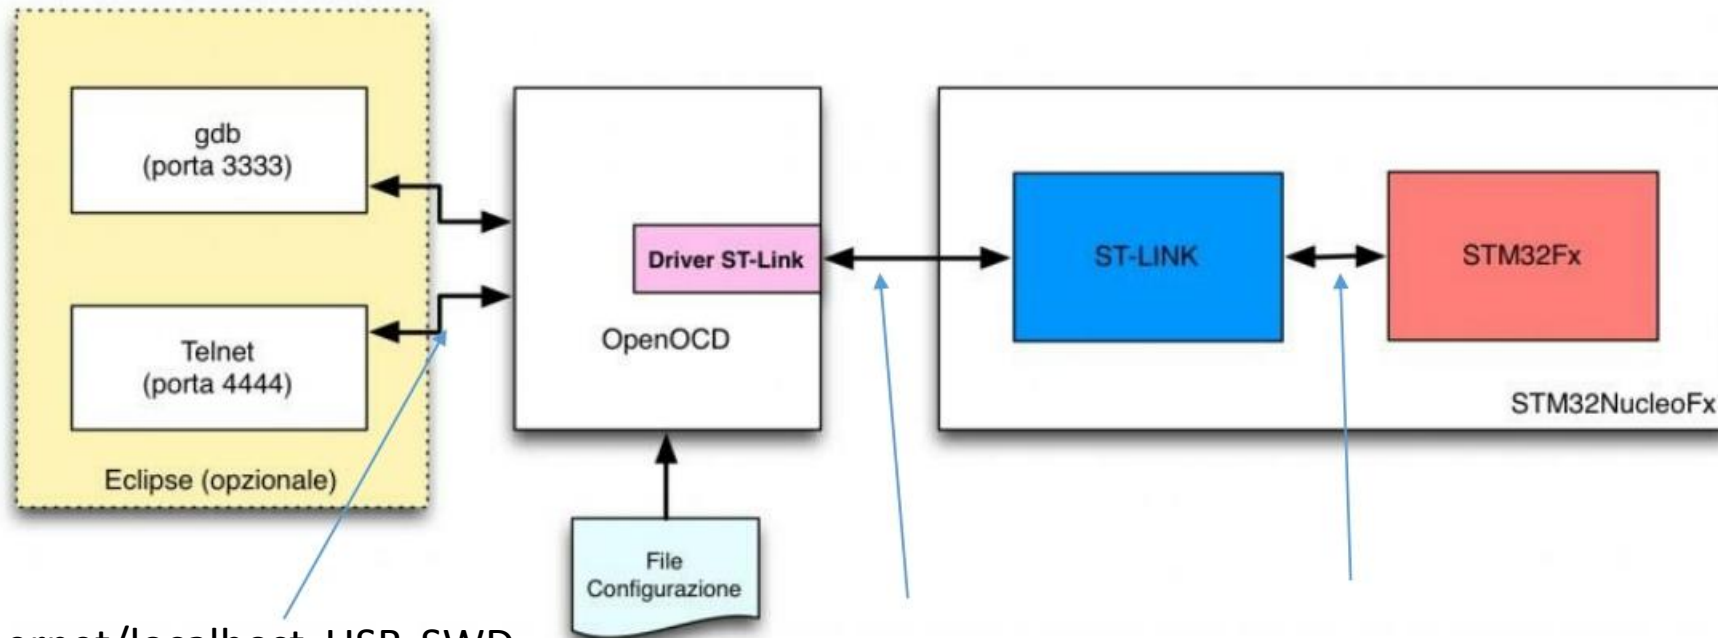 gdb
(porta 3333)
Telnet
(porta 4444)
Eclipse (opzionale)
Driver ST-Link
OpenOCD
File
Configurazione
ST-LINK
STM32Fx
STM32NucleoFx
USB SWD